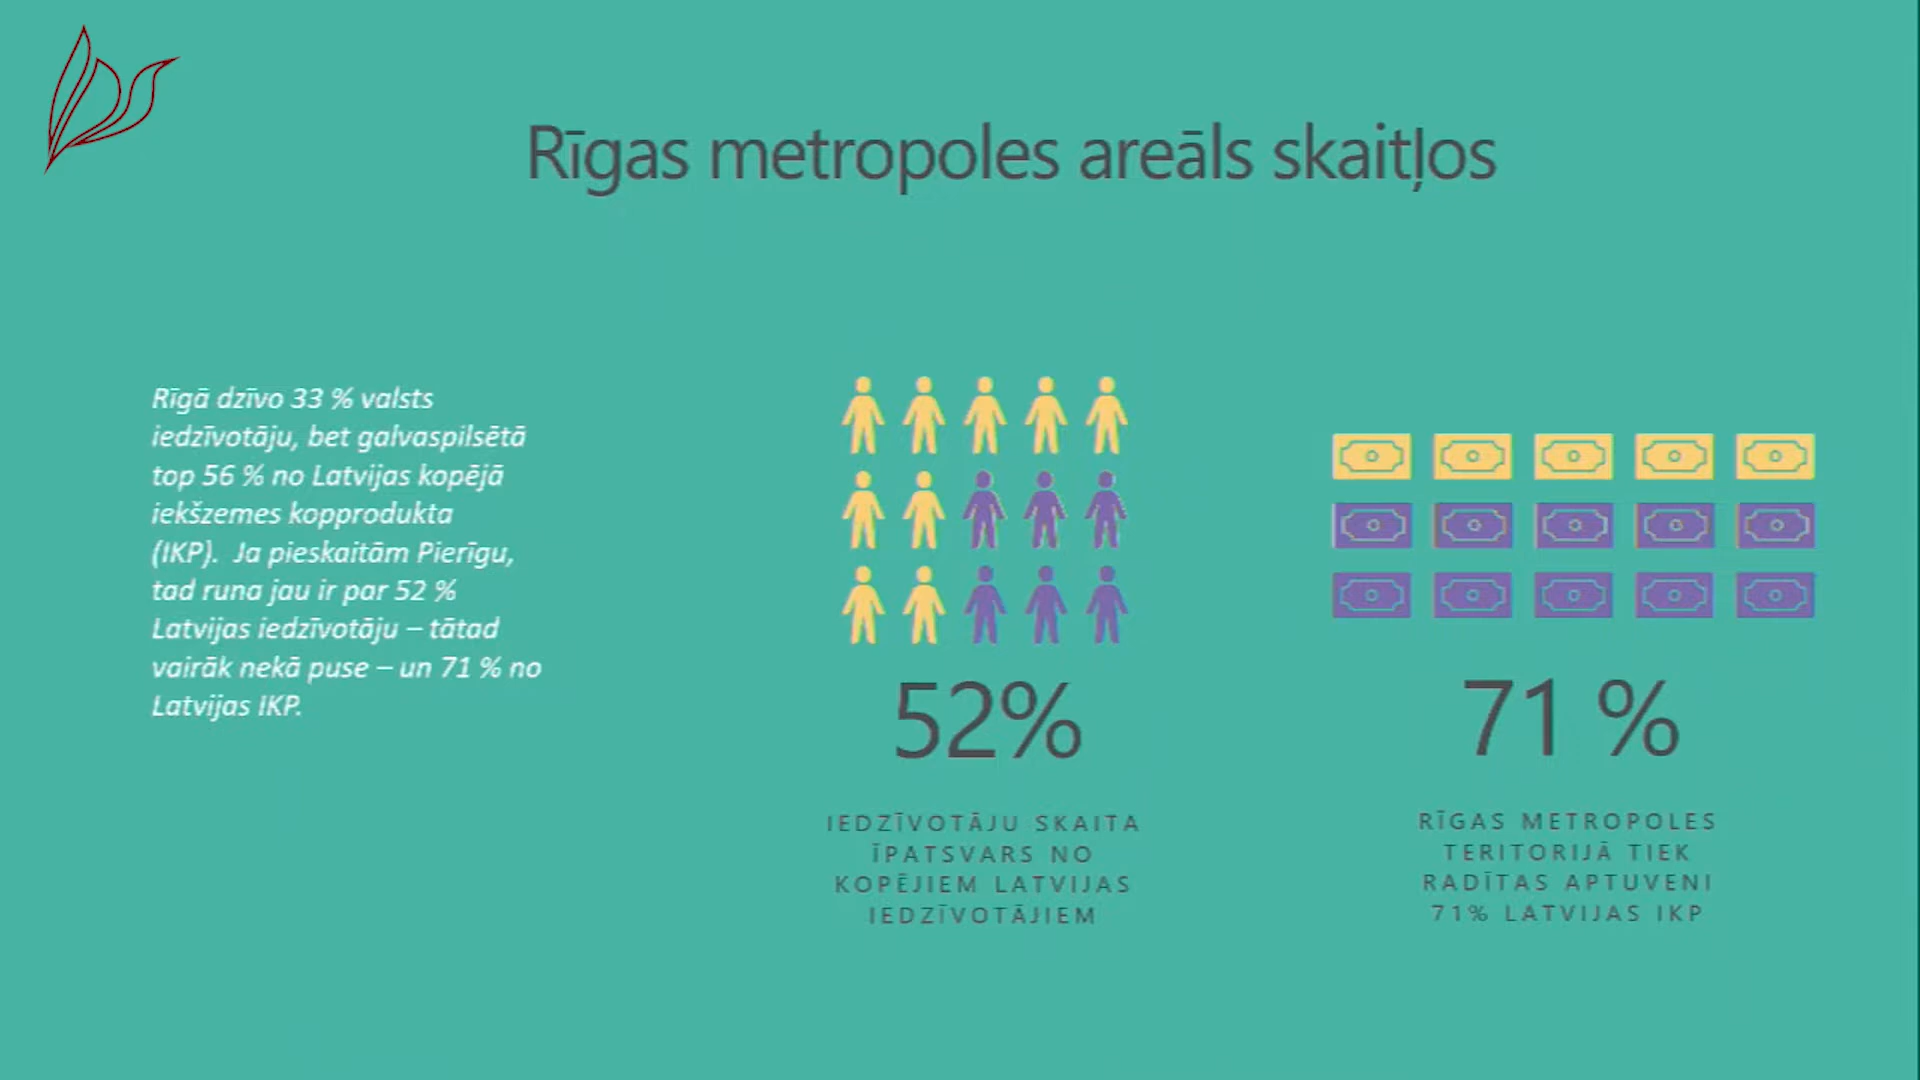 Rīgas metropoles areāls skaitļos
Rīgā dzīvo 33 % valsts
iedzīvotāju, bet galvaspilsētā
top 56 % no Latvijas kopējā
iekšzemes kopprodukta
(IKP). Ja pieskaitām Pierīgu,
tad runa jau ir par 52 %
Latvijas iedzīvotāju – tātad
vairāk nekā puse – un 71 % no
Latvijas IKP.
52%
IEDZĪVOTĀJU SKAITA
ĪPATSVARS NO
KOPĒJIEM LATVIJAS
IEDZĪVOTĀJIEM
71 %
RĪGAS METROPOLES
TERITORIJĀ TIEK
RADĪTAS APTUVENI
71% LATVIJAS IKP